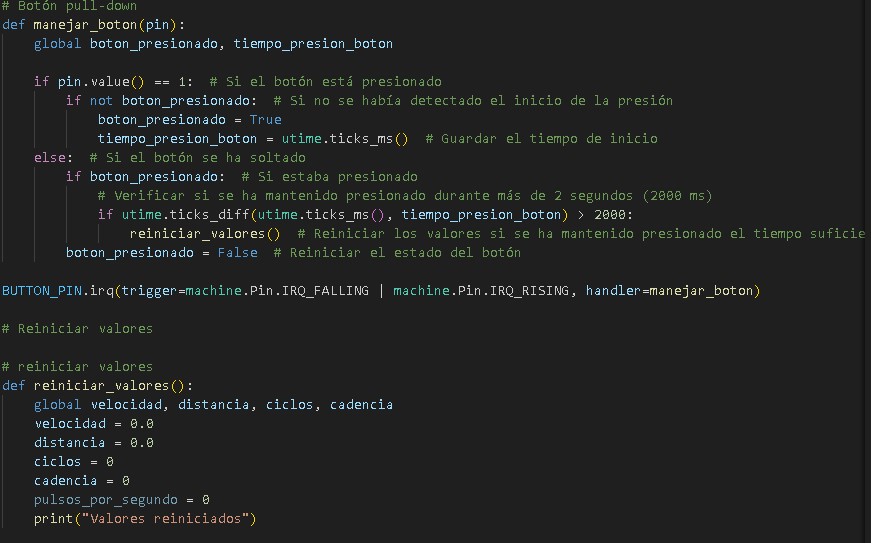 # Botón pull-down
def manejar_boton(pin):
    global boton_presionado, tiempo_presion_boton

    if pin.value() == 1:  # Si el botón está presionado
        if not boton_presionado:  # Si no se había detectado el inicio de la presión
            boton_presionado = True
            tiempo_presion_boton = utime.ticks_ms()  # Guardar el tiempo de inicio
    else:  # Si el botón se ha soltado
        if boton_presionado:  # Si estaba presionado
            # Verificar si se ha mantenido presionado durante más de 2 segundos (2000 ms)
            if utime.ticks_diff(utime.ticks_ms(), tiempo_presion_boton) > 2000:
                reiniciar_valores()  # Reiniciar los valores si se ha mantenido presionado el tiempo suficie
        boton_presionado = False  # Reiniciar el estado del botón

BUTTON_PIN.irq(trigger=machine.Pin.IRQ_FALLING | machine.Pin.IRQ_RISING, handler=manejar_boton)

# Reiniciar valores

# reiniciar valores
def reiniciar_valores():
    global velocidad, distancia, ciclos, cadencia
    velocidad = 0.0
    distancia = 0.0
    ciclos = 0
    cadencia = 0
    pulsos_por_segundo = 0
    print("Valores reiniciados")